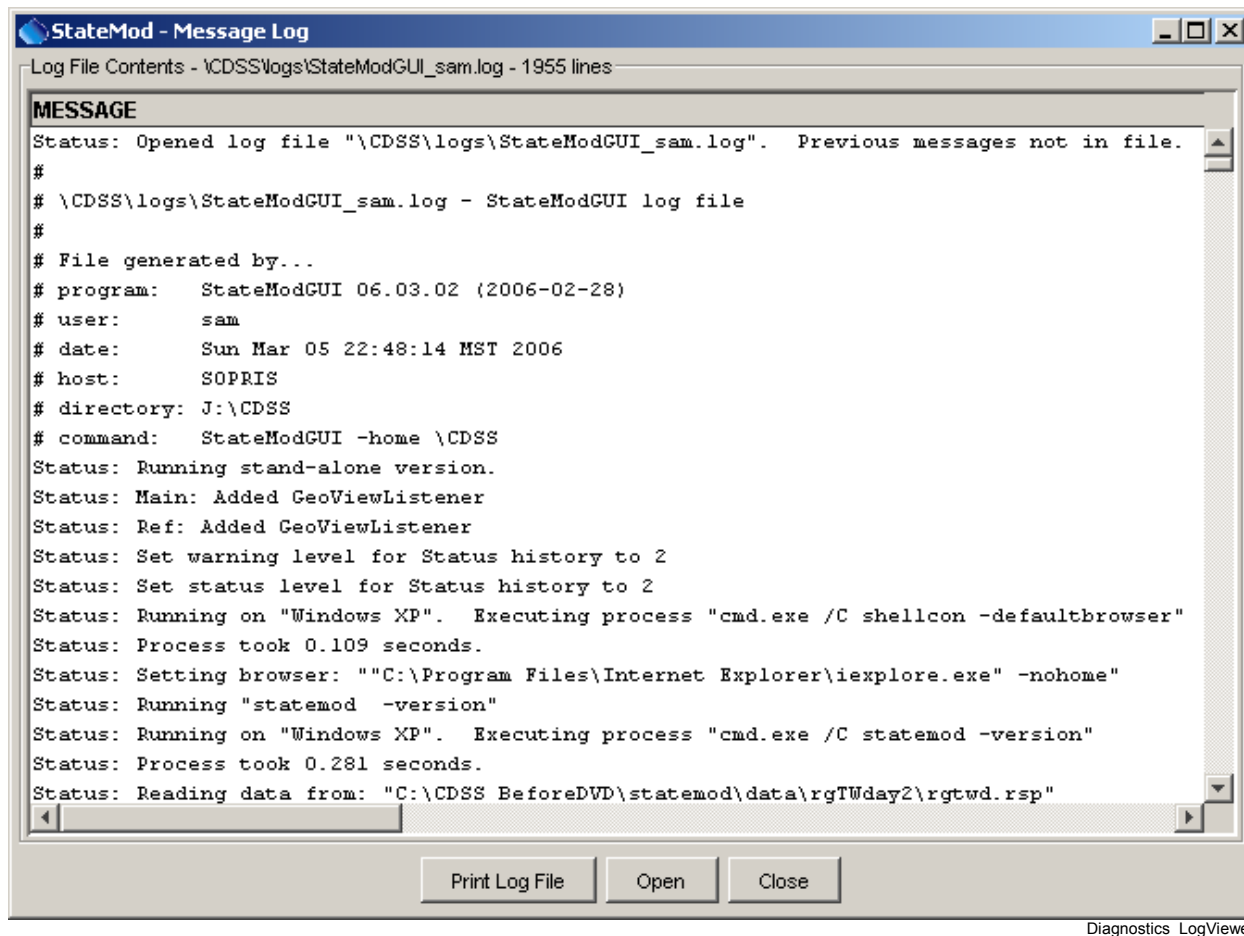 StateMod - Message Log
Log File Contents - \CDSS\logs\StateModGUI_sam.log - 1955 lines
MESSAGE
Status: Opened log file "\CDSS\logs\StateModGUI_sam.log".  Previous messages not in file.
#
# \CDSS\logs\StateModGUI_sam.log - StateModGUI log file
#
# File generated by...
# program:   StateModGUI 06.03.02 (2006-02-28)
# user:      sam
# date:      Sun Mar 05 22:48:14 MST 2006
# host:      SOPRIS
# directory: J:\CDSS
# command:   StateModGUI -home \CDSS
Status: Running stand-alone version.
Status: Main: Added GeoViewListener
Status: Ref: Added GeoViewListener
Status: Set warning level for Status history to 2
Status: Set status level for Status history to 2
Status: Running on "Windows XP".  Executing process "cmd.exe /C shellcon -defaultbrowser"
Status: Process took 0.109 seconds.
Status: Setting browser: ""C:\Program Files\Internet Explorer\iexplore.exe" -nohome"
Status: Running "statemod  -version"
Status: Running on "Windows XP".  Executing process "cmd.exe /C statemod -version"
Status: Process took 0.281 seconds.
Status: Reading data from: "C:\CDSS BeforeDVD\statemod\data\rgTWday2\rgtwd.rsp"
Print Log File
Open
Close
Diagnostics_LogViewe